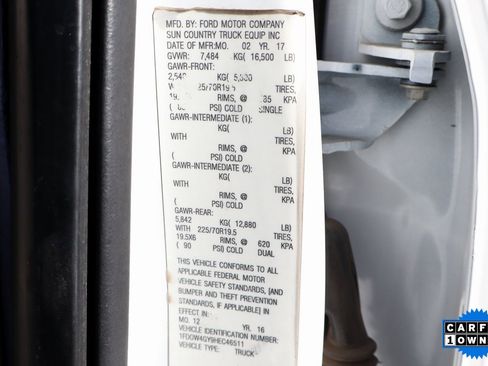 MFD. BY: FORD MOTOR COMPANY
SUN COUNTRY TRUCK EQUIP INC
DATE OF MFR: MO. 02 YR. 17
GVWR: 7,484 KG( 16,500 LB)
GAWR-FRONT:
KG( LB)
TIRES,
RIMS, @ KPA
PSI) COLD
GAWR-INTERMEDIATE (1):
KG( LB)
WITH TIRES,
RIMS, @ KPA
( PSI) COLD
GAWR-INTERMEDIATE (2):
KG( LB)
WITH TIRES,
RIMS, @ KPA
( PSI) COLD
GAWR-REAR:
5,842 KG( 12,880 LB)
WITH 225/70R19.5 TIRES,
19.5X6 RIMS, @ 620 KPA
( 90 PSI) COLD DUAL
THIS VEHICLE CONFORMS TO ALL
APPLICABLE FEDERAL MOTOR
VEHICLE SAFETY STANDARDS, [AND
BUMPER AND THEFT PREVENTION
STANDARDS, IF APPLICABLE]
EFFECT IN:
MO. 12 YR. 16
VEHICLE IDENTIFICATION NUMBER:
VEHICLE TYPE: TRUCK
CARF
1 OWN